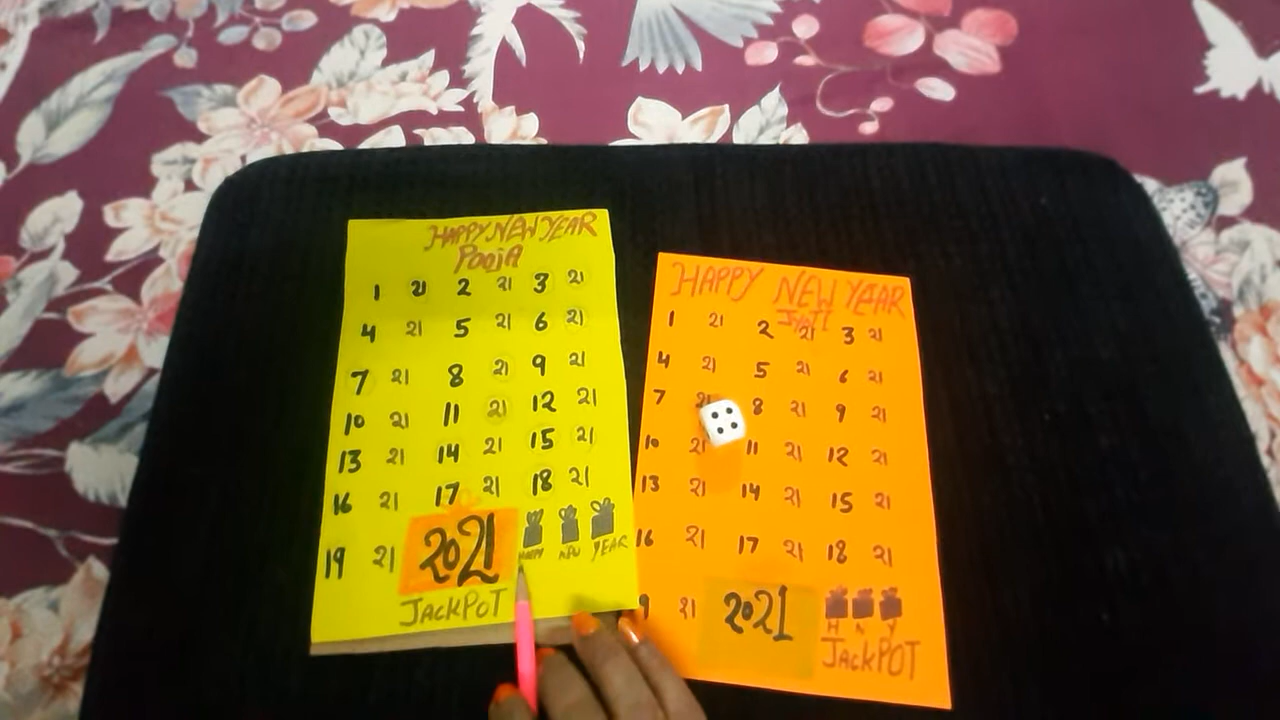 HAPPY NEW YEAR
POOJA
1 21 2 21 3 21
4 21 5 21 6 21
7 21 8 21 9 21
10 21 11 21 12 21
13 21 14 21 15 21
16 21 17 21 18 21
19 21 2021
HAPPY NEW YEAR
JACKPOT
HAPPY NEW YEAR
JYOTI
1 21 2 21 3 21
4 21 5 21 6 21
7 21 8 21 9 21
10 21 11 21 12 21
13 21 14 21 15 21
16 21 17 21 18 21
9 21 2021
H N Y
JACKPOT